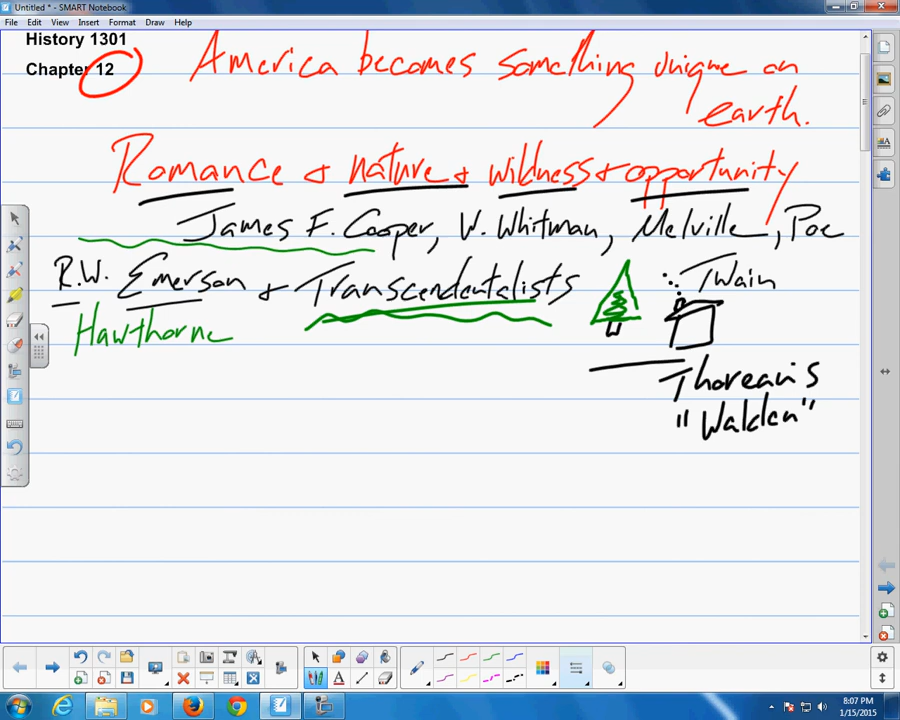 Untitled * - SMART Notebook
File Edit View Insert Format Draw Help
History 1301
Chapter 12
America becomes something unique on
earth.
Romance & nature & wildness & opportunity
James F. Cooper, W. Whitman, Melville, Poe
R.W. Emerson & Transcendentalists
Twain
Hawthorne
Thoreau's
"Walden"
8:07 PM
1/15/2015